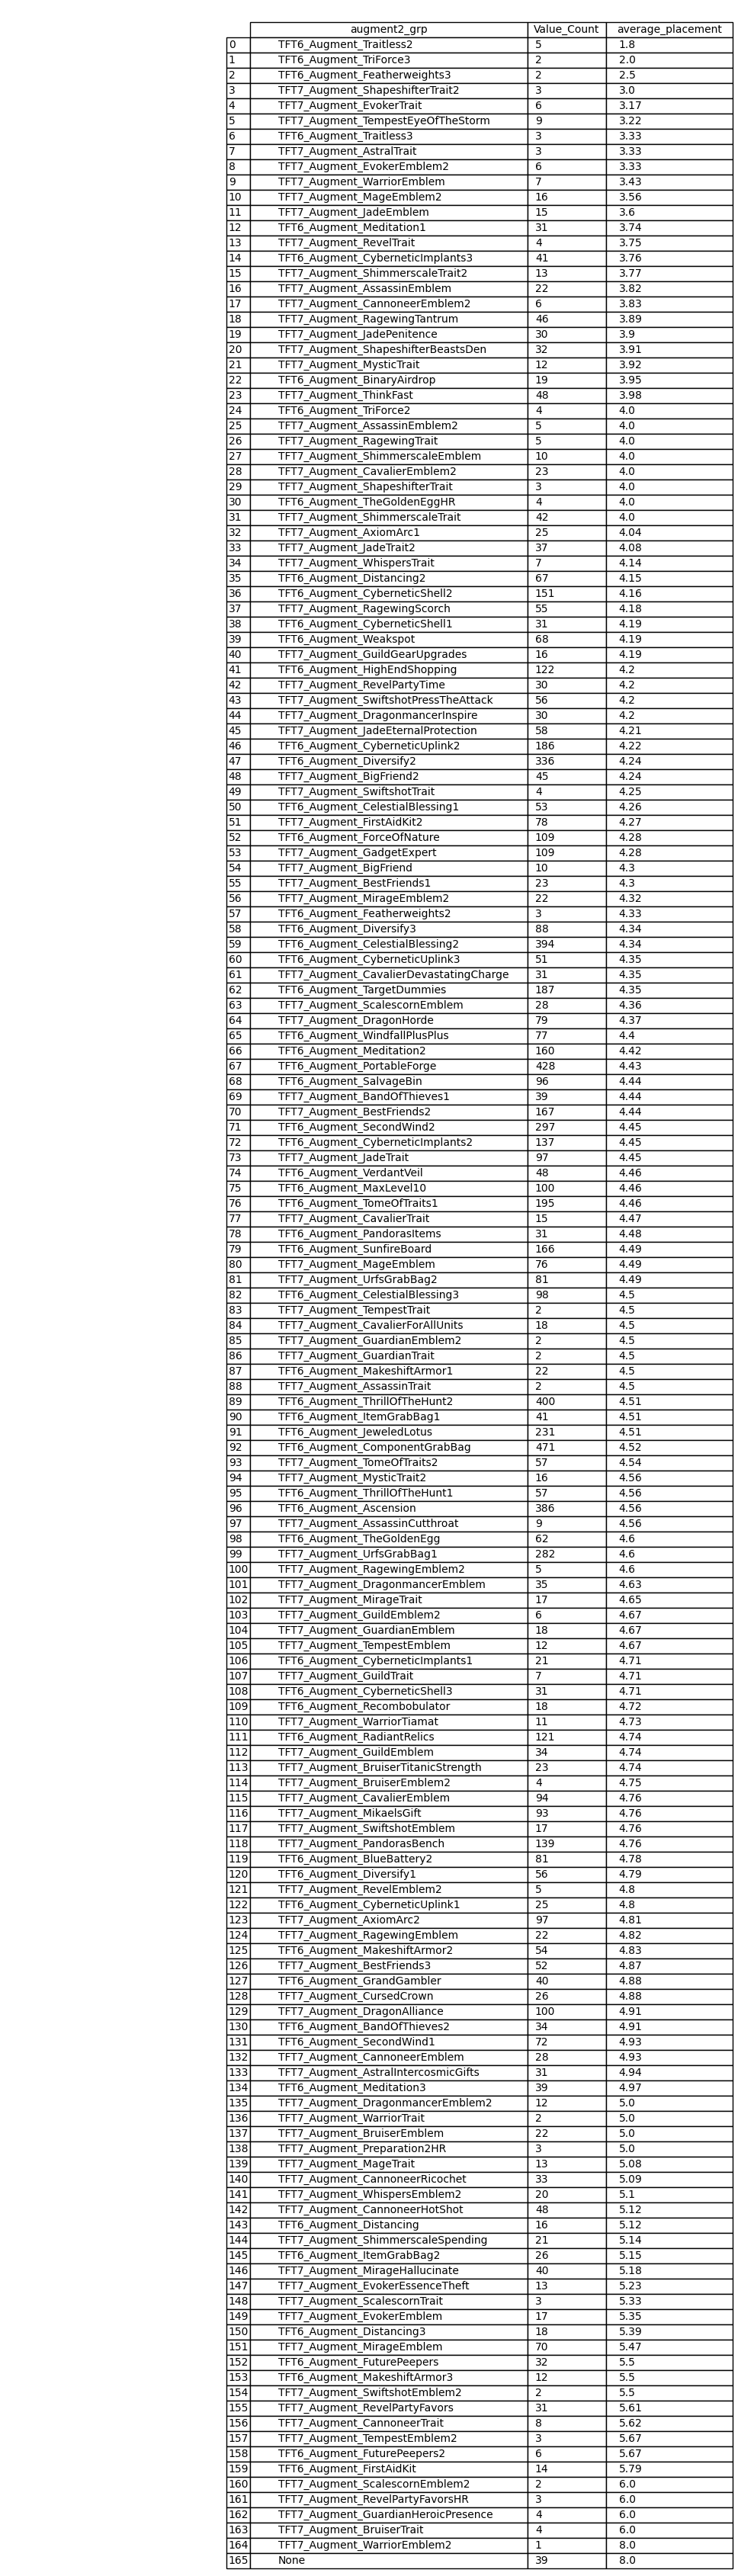 augment2_grp Value_Count average_placement
0 TFT6_Augment_Traitless2 5 1.8
1 TFT6_Augment_TriForce3 2 2.0
2 TFT6_Augment_Featherweights3 2 2.5
3 TFT7_Augment_ShapeshifterTrait2 3 3.0
4 TFT7_Augment_EvokerTrait 6 3.17
5 TFT7_Augment_TempestEyeOfTheStorm 9 3.22
6 TFT6_Augment_Traitless3 3 3.33
7 TFT7_Augment_AstralTrait 3 3.33
8 TFT7_Augment_EvokerEmblem2 6 3.33
9 TFT7_Augment_WarriorEmblem 7 3.43
10 TFT7_Augment_MageEmblem2 16 3.56
11 TFT7_Augment_JadeEmblem 15 3.6
12 TFT6_Augment_Meditation1 31 3.74
13 TFT7_Augment_RevelTrait 4 3.75
14 TFT6_Augment_CyberneticImplants3 41 3.76
15 TFT7_Augment_ShimmerscaleTrait2 13 3.77
16 TFT7_Augment_AssassinEmblem 22 3.82
17 TFT7_Augment_CannoneerEmblem2 6 3.83
18 TFT7_Augment_RagewingTantrum 46 3.89
19 TFT7_Augment_JadePenitence 30 3.9
20 TFT7_Augment_ShapeshifterBeastsDen 32 3.91
21 TFT7_Augment_MysticTrait 12 3.92
22 TFT6_Augment_BinaryAirdrop 19 3.95
23 TFT7_Augment_ThinkFast 48 3.98
24 TFT6_Augment_TriForce2 4 4.0
25 TFT7_Augment_AssassinEmblem2 5 4.0
26 TFT7_Augment_RagewingTrait 5 4.0
27 TFT7_Augment_ShimmerscaleEmblem 10 4.0
28 TFT7_Augment_CavalierEmblem2 23 4.0
29 TFT7_Augment_ShapeshifterTrait 3 4.0
30 TFT6_Augment_TheGoldenEggHR 4 4.0
31 TFT7_Augment_ShimmerscaleTrait 42 4.0
32 TFT7_Augment_AxiomArc1 25 4.04
33 TFT7_Augment_JadeTrait2 37 4.08
34 TFT7_Augment_WhispersTrait 7 4.14
35 TFT6_Augment_Distancing2 67 4.15
36 TFT6_Augment_CyberneticShell2 151 4.16
37 TFT7_Augment_RagewingScorch 55 4.18
38 TFT6_Augment_CyberneticShell1 31 4.19
39 TFT6_Augment_Weakspot 68 4.19
40 TFT7_Augment_GuildGearUpgrades 16 4.19
41 TFT6_Augment_HighEndShopping 122 4.2
42 TFT7_Augment_RevelPartyTime 30 4.2
43 TFT7_Augment_SwiftshotPressTheAttack 56 4.2
44 TFT7_Augment_DragonmancerInspire 30 4.2
45 TFT7_Augment_JadeEternalProtection 58 4.21
46 TFT6_Augment_CyberneticUplink2 186 4.22
47 TFT6_Augment_Diversify2 336 4.24
48 TFT7_Augment_BigFriend2 45 4.24
49 TFT7_Augment_SwiftshotTrait 4 4.25
50 TFT6_Augment_CelestialBlessing1 53 4.26
51 TFT7_Augment_FirstAidKit2 78 4.27
52 TFT6_Augment_ForceOfNature 109 4.28
53 TFT7_Augment_GadgetExpert 109 4.28
54 TFT7_Augment_BigFriend 10 4.3
55 TFT7_Augment_BestFriends1 23 4.3
56 TFT7_Augment_MirageEmblem2 22 4.32
57 TFT6_Augment_Featherweights2 3 4.33
58 TFT6_Augment_Diversify3 88 4.34
59 TFT6_Augment_CelestialBlessing2 394 4.34
60 TFT6_Augment_CyberneticUplink3 51 4.35
61 TFT7_Augment_CavalierDevastatingCharge 31 4.35
62 TFT6_Augment_TargetDummies 187 4.35
63 TFT7_Augment_ScalescornEmblem 28 4.36
64 TFT7_Augment_DragonHorde 79 4.37
65 TFT6_Augment_WindfallPlusPlus 77 4.4
66 TFT6_Augment_Meditation2 160 4.42
67 TFT6_Augment_PortableForge 428 4.43
68 TFT6_Augment_SalvageBin 96 4.44
69 TFT7_Augment_BandOfThieves1 39 4.44
70 TFT7_Augment_BestFriends2 167 4.44
71 TFT6_Augment_SecondWind2 297 4.45
72 TFT6_Augment_CyberneticImplants2 137 4.45
73 TFT7_Augment_JadeTrait 97 4.45
74 TFT6_Augment_VerdantVeil 48 4.46
75 TFT6_Augment_MaxLevel10 100 4.46
76 TFT6_Augment_TomeOfTraits1 195 4.46
77 TFT7_Augment_CavalierTrait 15 4.47
78 TFT6_Augment_PandorasItems 31 4.48
79 TFT6_Augment_SunfireBoard 166 4.49
80 TFT7_Augment_MageEmblem 76 4.49
81 TFT7_Augment_UrfsGrabBag2 81 4.49
82 TFT6_Augment_CelestialBlessing3 98 4.5
83 TFT7_Augment_TempestTrait 2 4.5
84 TFT7_Augment_CavalierForAllUnits 18 4.5
85 TFT7_Augment_GuardianEmblem2 2 4.5
86 TFT7_Augment_GuardianTrait 2 4.5
87 TFT6_Augment_MakeshiftArmor1 22 4.5
88 TFT7_Augment_AssassinTrait 2 4.5
89 TFT6_Augment_ThrillOfTheHunt2 400 4.51
90 TFT6_Augment_ItemGrabBag1 41 4.51
91 TFT6_Augment_JeweledLotus 231 4.51
92 TFT6_Augment_ComponentGrabBag 471 4.52
93 TFT7_Augment_TomeOfTraits2 57 4.54
94 TFT7_Augment_MysticTrait2 16 4.56
95 TFT6_Augment_ThrillOfTheHunt1 57 4.56
96 TFT6_Augment_Ascension 386 4.56
97 TFT7_Augment_AssassinCutthroat 9 4.56
98 TFT6_Augment_TheGoldenEgg 62 4.6
99 TFT7_Augment_UrfsGrabBag1 282 4.6
100 TFT7_Augment_RagewingEmblem2 5 4.6
101 TFT7_Augment_DragonmancerEmblem 35 4.63
102 TFT7_Augment_MirageTrait 17 4.65
103 TFT7_Augment_GuildEmblem2 6 4.67
104 TFT7_Augment_GuardianEmblem 18 4.67
105 TFT7_Augment_TempestEmblem 12 4.67
106 TFT6_Augment_CyberneticImplants1 21 4.71
107 TFT7_Augment_GuildTrait 7 4.71
108 TFT6_Augment_CyberneticShell3 31 4.71
109 TFT6_Augment_Recombobulator 18 4.72
110 TFT7_Augment_WarriorTiamat 11 4.73
111 TFT6_Augment_RadiantRelics 121 4.74
112 TFT7_Augment_GuildEmblem 34 4.74
113 TFT7_Augment_BruiserTitanicStrength 23 4.74
114 TFT7_Augment_BruiserEmblem2 4 4.75
115 TFT7_Augment_CavalierEmblem 94 4.76
116 TFT7_Augment_MikaelsGift 93 4.76
117 TFT7_Augment_SwiftshotEmblem 17 4.76
118 TFT7_Augment_PandorasBench 139 4.76
119 TFT6_Augment_BlueBattery2 81 4.78
120 TFT6_Augment_Diversify1 56 4.79
121 TFT7_Augment_RevelEmblem2 5 4.8
122 TFT6_Augment_CyberneticUplink1 25 4.8
123 TFT7_Augment_AxiomArc2 97 4.81
124 TFT7_Augment_RagewingEmblem 22 4.82
125 TFT6_Augment_MakeshiftArmor2 54 4.83
126 TFT7_Augment_BestFriends3 52 4.87
127 TFT6_Augment_GrandGambler 40 4.88
128 TFT7_Augment_CursedCrown 26 4.88
129 TFT7_Augment_DragonAlliance 100 4.91
130 TFT6_Augment_BandOfThieves2 34 4.91
131 TFT6_Augment_SecondWind1 72 4.93
132 TFT7_Augment_CannoneerEmblem 28 4.93
133 TFT7_Augment_AstralIntercosmicGifts 31 4.94
134 TFT6_Augment_Meditation3 39 4.97
135 TFT7_Augment_DragonmancerEmblem2 12 5.0
136 TFT7_Augment_WarriorTrait 2 5.0
137 TFT7_Augment_BruiserEmblem 22 5.0
138 TFT7_Augment_Preparation2HR 3 5.0
139 TFT7_Augment_MageTrait 13 5.08
140 TFT7_Augment_CannoneerRicochet 33 5.09
141 TFT7_Augment_WhispersEmblem2 20 5.1
142 TFT7_Augment_CannoneerHotShot 48 5.12
143 TFT6_Augment_Distancing 16 5.12
144 TFT7_Augment_ShimmerscaleSpending 21 5.14
145 TFT6_Augment_ItemGrabBag2 26 5.15
146 TFT7_Augment_MirageHallucinate 40 5.18
147 TFT7_Augment_EvokerEssenceTheft 13 5.23
148 TFT7_Augment_ScalescornTrait 3 5.33
149 TFT7_Augment_EvokerEmblem 17 5.35
150 TFT6_Augment_Distancing3 18 5.39
151 TFT7_Augment_MirageEmblem 70 5.47
152 TFT6_Augment_FuturePeepers 32 5.5
153 TFT6_Augment_MakeshiftArmor3 12 5.5
154 TFT7_Augment_SwiftshotEmblem2 2 5.5
155 TFT7_Augment_RevelPartyFavors 31 5.61
156 TFT7_Augment_CannoneerTrait 8 5.62
157 TFT7_Augment_TempestEmblem2 3 5.67
158 TFT6_Augment_FuturePeepers2 6 5.67
159 TFT6_Augment_FirstAidKit 14 5.79
160 TFT7_Augment_ScalescornEmblem2 2 6.0
161 TFT7_Augment_RevelPartyFavorsHR 3 6.0
162 TFT7_Augment_GuardianHeroicPresence 4 6.0
163 TFT7_Augment_BruiserTrait 4 6.0
164 TFT7_Augment_WarriorEmblem2 1 8.0
165 None 39 8.0